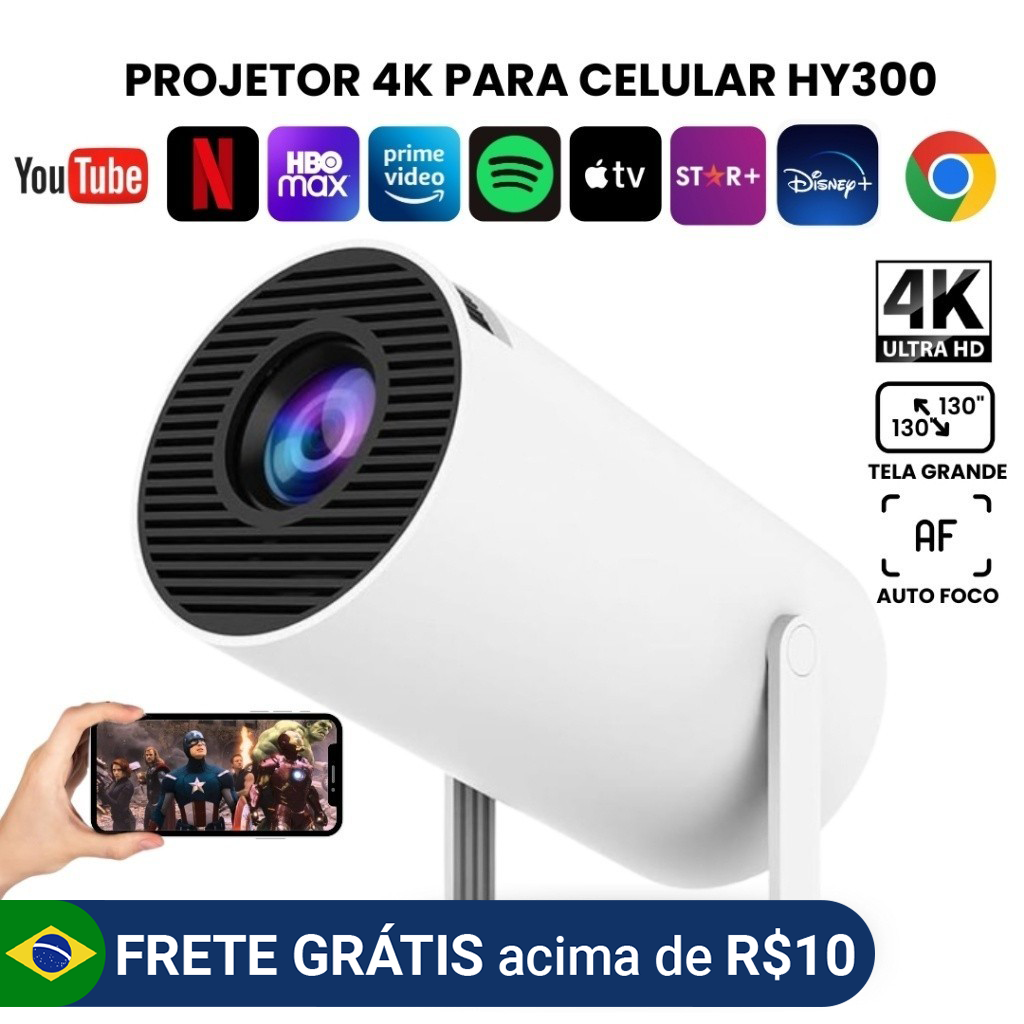 PROJETOR 4K PARA CELULAR HY300
YouTube
N
HBO
max
prime
video
tv
ST★R+
Disney+
4K
ULTRA HD
130"
130"
TELA GRANDE
AF
AUTO FOCO
FRETE GRÁTIS acima de R$10